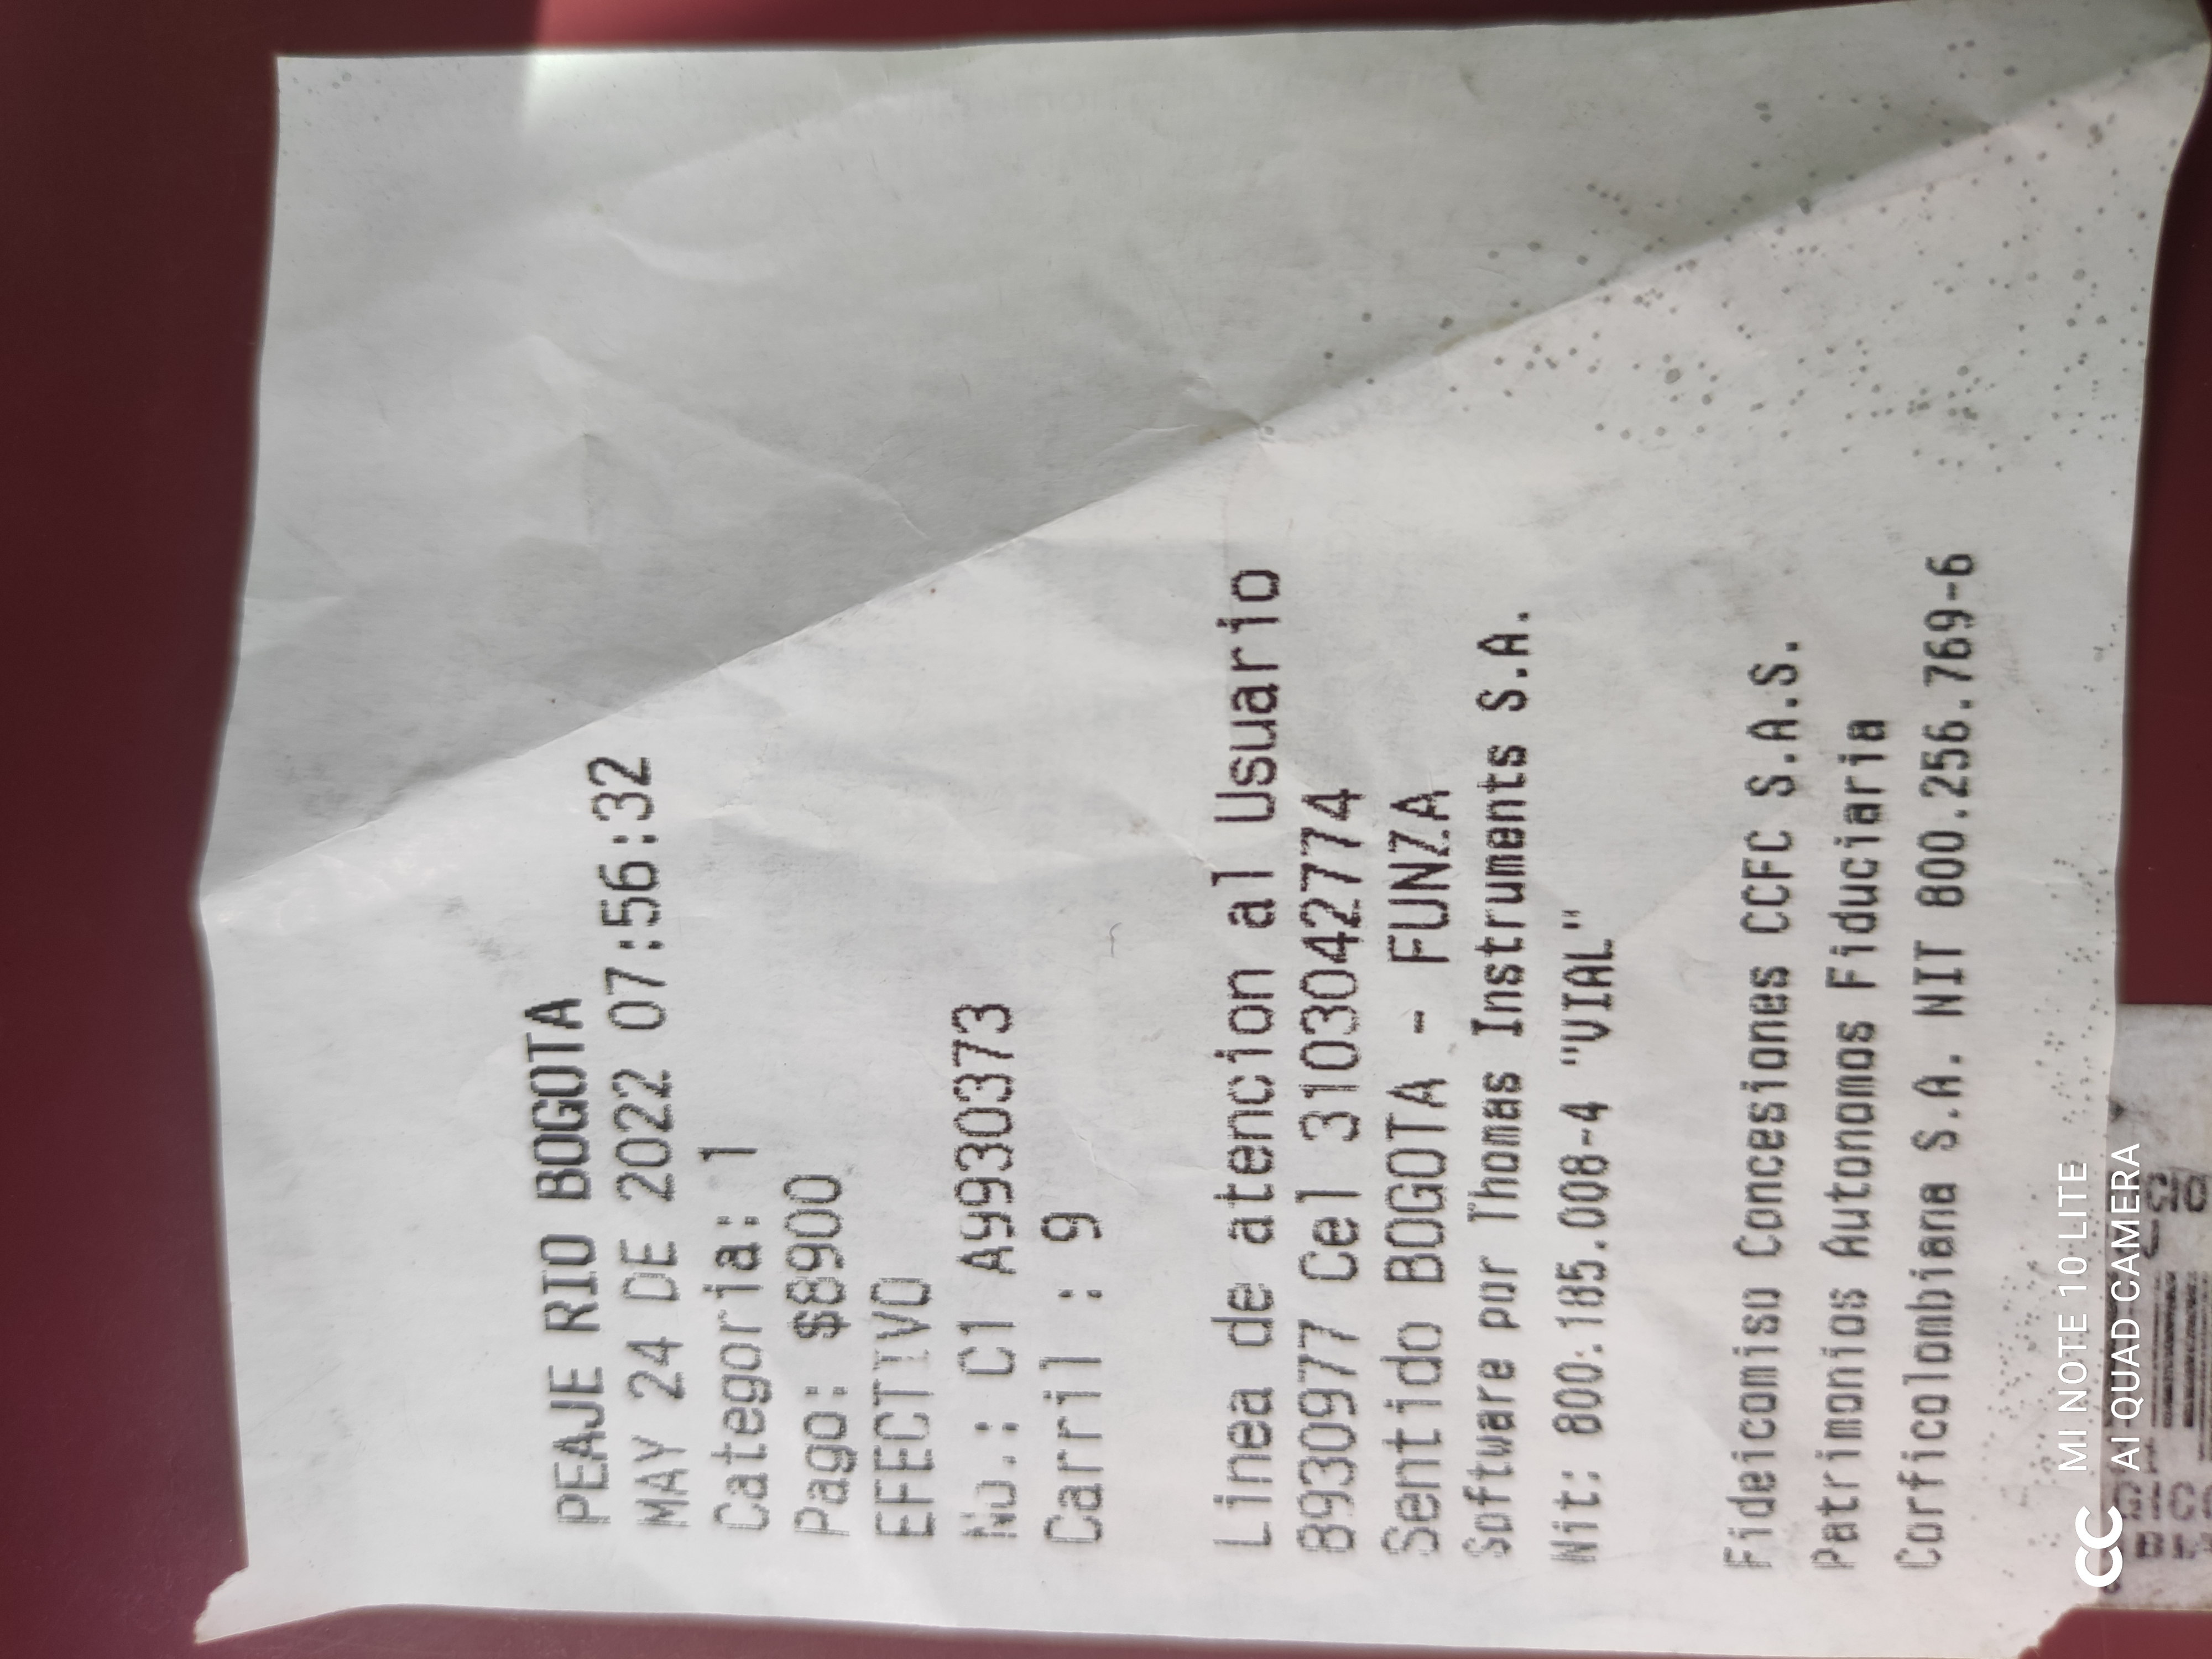 PEAJE RIO BOGOTA
MAY 24 DE 2022 07:56:32
Categoria: 1
Pago: $8900
EFECTIVO
No.: C1 A9930373
Carril : 9
Linea de atencion al Usuario
8930977 Cel 3103042774
Sentido BOGOTA - FUNZA
Software por Thomas Instruments S.A.
Nit: 800.185.008-4 "VIAL"
Fideicomiso Concesiones CCFC S.A.S.
Patrimonios Autonomos Fiduciaria
Corficolombiana S.A. NIT 800.256.769-6
MI NOTE 10 LITE
AI QUAD CAMERA